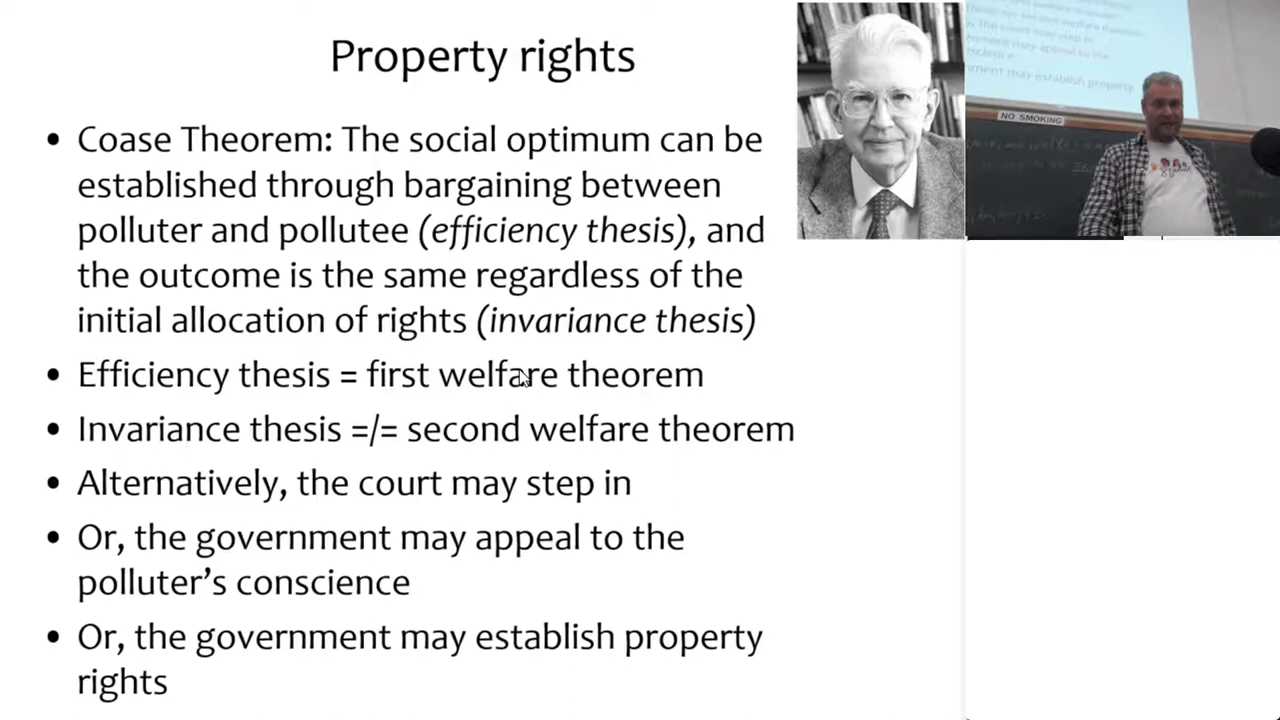 Property rights
• Coase Theorem: The social optimum can be
established through bargaining between
polluter and pollutee (efficiency thesis), and
the outcome is the same regardless of the
initial allocation of rights (invariance thesis)
• Efficiency thesis = first welfare theorem
• Invariance thesis =/= second welfare theorem
• Alternatively, the court may step in
• Or, the government may appeal to the
polluter's conscience
• Or, the government may establish property
rights
NO SMOKING
may establish property